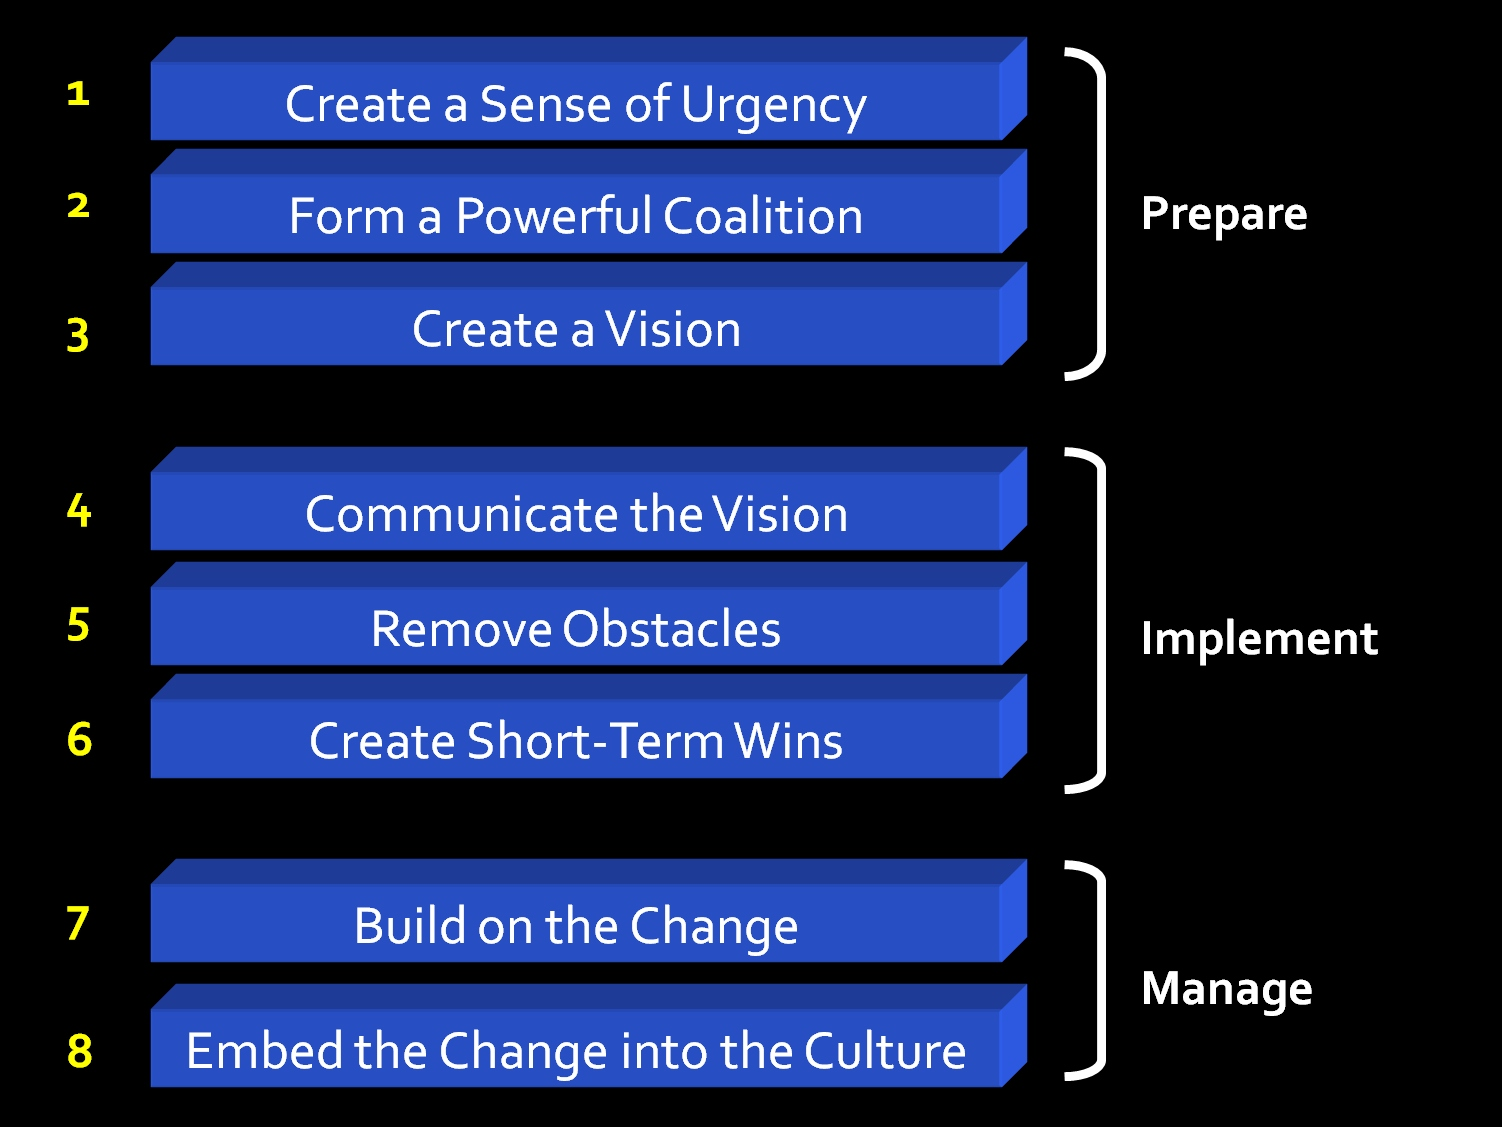 1
Create a Sense of Urgency
2
Form a Powerful Coalition
3
Create a Vision
Prepare
4
Communicate the Vision
5
Remove Obstacles
6
Create Short-Term Wins
Implement
7
Build on the Change
8
Embed the Change into the Culture
Manage